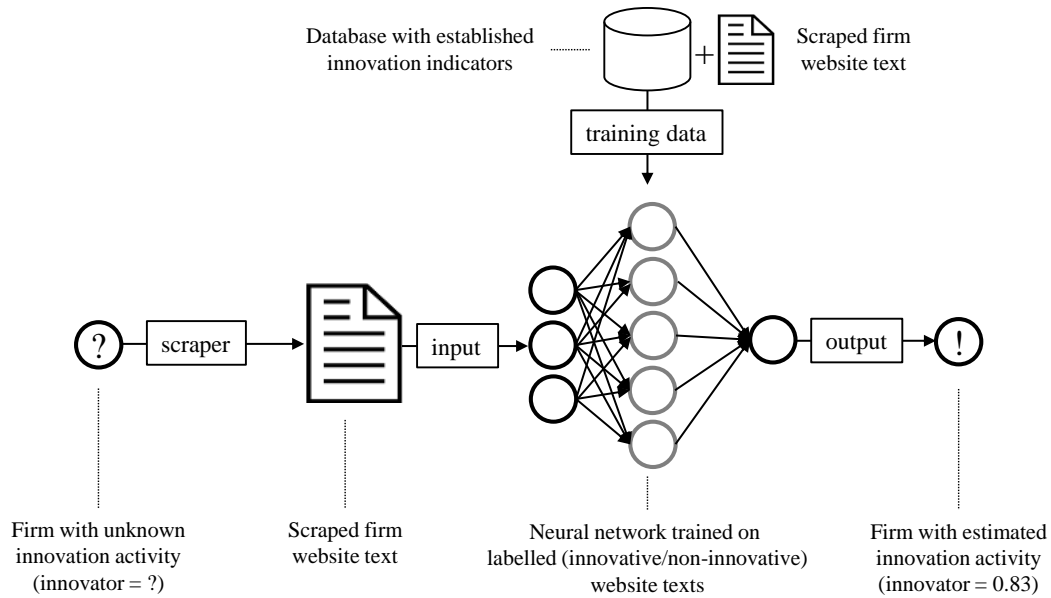 Database with established
innovation indicators
+
Scraped firm
website text
training data
?
scraper
input
output
!
Firm with unknown
innovation activity
(innovator = ?)
Scraped firm
website text
Neural network trained on
labelled (innovative/non-innovative)
website texts
Firm with estimated
innovation activity
(innovator = 0.83)